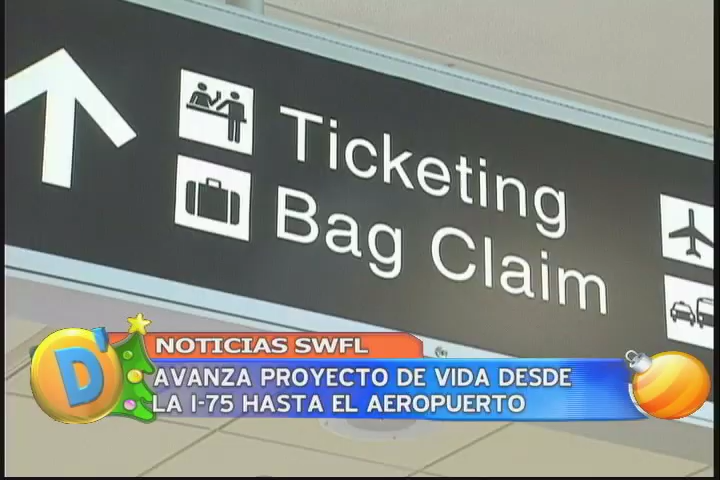 Ticketing
Bag Claim
D'
NOTICIAS SWFL
AVANZA PROYECTO DE VIDA DESDE
LA I-75 HASTA EL AEROPUERTO